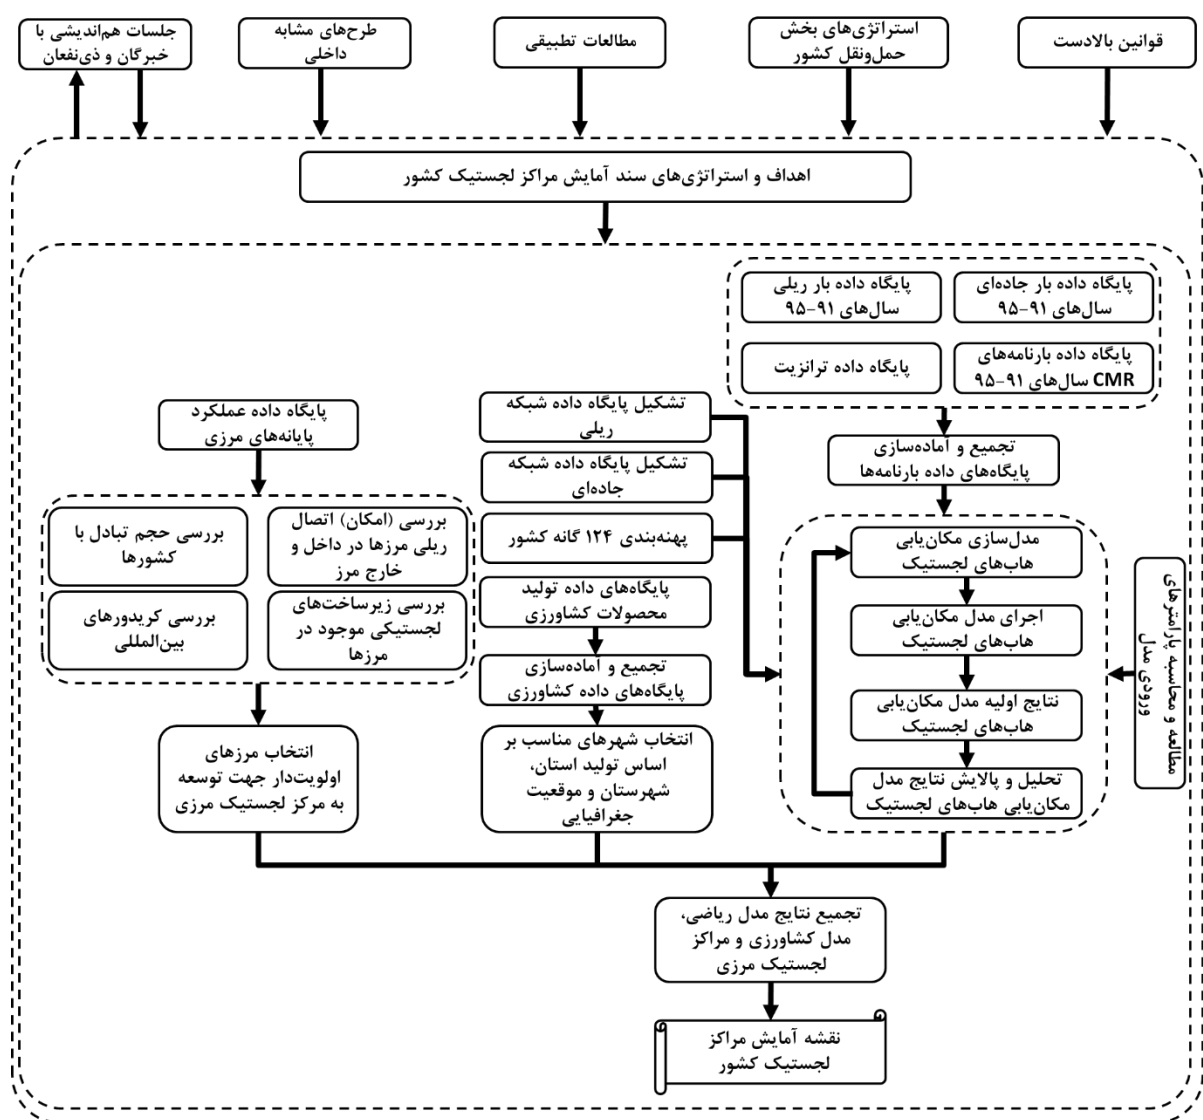 قوانین بالادست
استراتژی‌های بخش
حمل‌ونقل کشور
مطالعات تطبیقی
طرح‌های مشابه
داخلی
جلسات هم‌اندیشی با
خبرگان و ذی‌نفعان
اهداف و استراتژی‌های سند آمایش مراکز لجستیک کشور
پایگاه داده بار جاده‌ای
سال‌های ۹۱-۹۵
پایگاه داده بار ریلی
سال‌های ۹۱-۹۵
پایگاه داده بارنامه‌های
CMR سال‌های ۹۱-۹۵
پایگاه داده ترانزیت
تجمیع و آماده‌سازی
پایگاه‌های داده بارنامه‌ها
مدل‌سازی مکان‌یابی
هاب‌های لجستیک
اجرای مدل مکان‌یابی
هاب‌های لجستیک
نتایج اولیه مدل مکان‌یابی
هاب‌های لجستیک
تحلیل و پالایش نتایج مدل
مکان‌یابی هاب‌های لجستیک
مطالعه و محاسبه پارامترهای
ورودی مدل
تشکیل پایگاه داده شبکه
ریلی
تشکیل پایگاه داده شبکه
جاده‌ای
پهنه‌بندی ۱۲۴ گانه کشور
پایگاه‌های داده تولید
محصولات کشاورزی
تجمیع و آماده‌سازی
پایگاه‌های داده کشاورزی
انتخاب شهرهای مناسب بر
اساس تولید استان،
شهرستان و موقعیت
جغرافیایی
پایگاه داده عملکرد
پایانه‌های مرزی
بررسی (امکان) اتصال
ریلی مرزها در داخل و
خارج مرز
بررسی حجم تبادل با
کشورها
بررسی زیرساخت‌های
لجستیکی موجود در
مرزها
بررسی کریدورهای
بین‌المللی
انتخاب مرزهای
اولویت‌دار جهت توسعه
به مرکز لجستیک مرزی
تجمیع نتایج مدل ریاضی،
مدل کشاورزی و مراکز
لجستیک مرزی
نقشه آمایش مراکز
لجستیک کشور